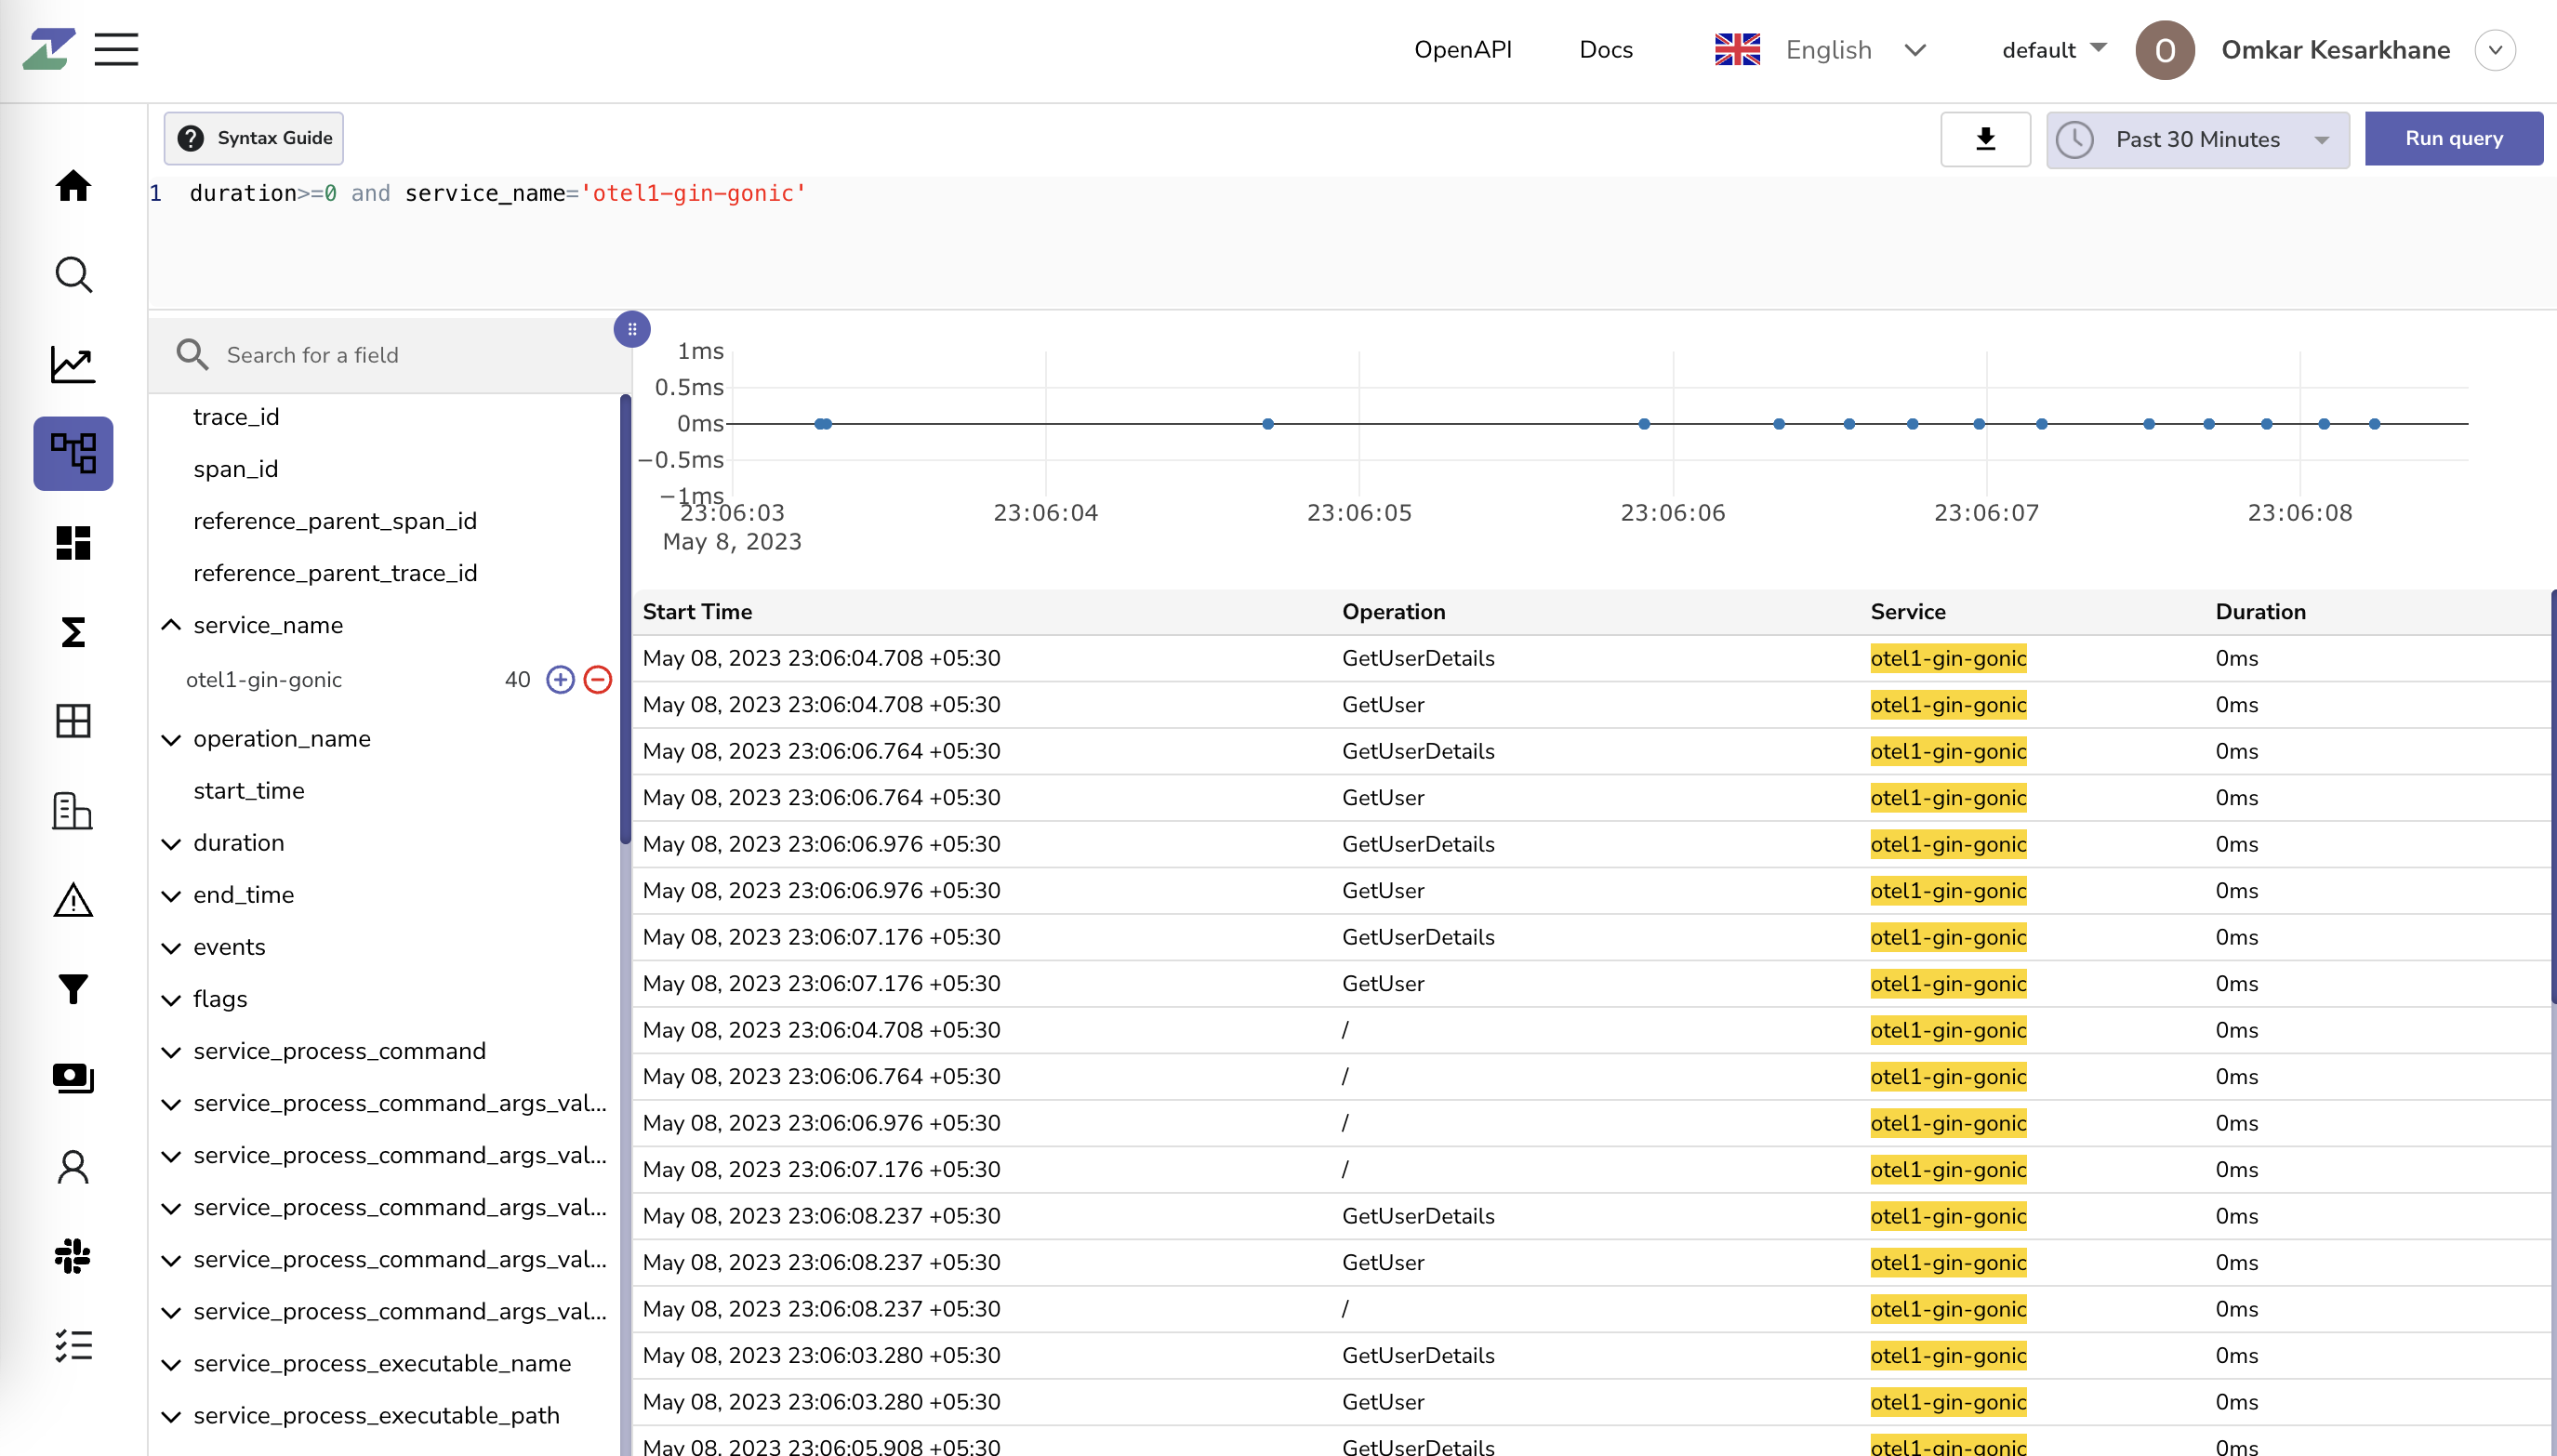 OpenAPI Docs English default O Omkar Kesarkhane
? Syntax Guide Past 30 Minutes Run query
1 duration>=0 and service_name='otel1-gin-gonic'
Search for a field
trace_id
span_id
reference_parent_span_id
reference_parent_trace_id
service_name
otel1-gin-gonic 40
operation_name
start_time
duration
end_time
events
flags
service_process_command
service_process_command_args_val...
service_process_command_args_val...
service_process_command_args_val...
service_process_command_args_val...
service_process_command_args_val...
service_process_executable_name
service_process_executable_path
1ms
0.5ms
0ms
−0.5ms
−1ms
23:06:03 23:06:04 23:06:05 23:06:06 23:06:07 23:06:08
May 8, 2023
Start Time Operation Service Duration
May 08, 2023 23:06:04.708 +05:30 GetUserDetails otel1-gin-gonic 0ms
May 08, 2023 23:06:04.708 +05:30 GetUser otel1-gin-gonic 0ms
May 08, 2023 23:06:06.764 +05:30 GetUserDetails otel1-gin-gonic 0ms
May 08, 2023 23:06:06.764 +05:30 GetUser otel1-gin-gonic 0ms
May 08, 2023 23:06:06.976 +05:30 GetUserDetails otel1-gin-gonic 0ms
May 08, 2023 23:06:06.976 +05:30 GetUser otel1-gin-gonic 0ms
May 08, 2023 23:06:07.176 +05:30 GetUserDetails otel1-gin-gonic 0ms
May 08, 2023 23:06:07.176 +05:30 GetUser otel1-gin-gonic 0ms
May 08, 2023 23:06:04.708 +05:30 / otel1-gin-gonic 0ms
May 08, 2023 23:06:06.764 +05:30 / otel1-gin-gonic 0ms
May 08, 2023 23:06:06.976 +05:30 / otel1-gin-gonic 0ms
May 08, 2023 23:06:07.176 +05:30 / otel1-gin-gonic 0ms
May 08, 2023 23:06:08.237 +05:30 GetUserDetails otel1-gin-gonic 0ms
May 08, 2023 23:06:08.237 +05:30 GetUser otel1-gin-gonic 0ms
May 08, 2023 23:06:08.237 +05:30 / otel1-gin-gonic 0ms
May 08, 2023 23:06:03.280 +05:30 GetUserDetails otel1-gin-gonic 0ms
May 08, 2023 23:06:03.280 +05:30 GetUser otel1-gin-gonic 0ms
May 08, 2023 23:06:05.908 +05:30 GetUserDetails otel1-gin-gonic 0ms